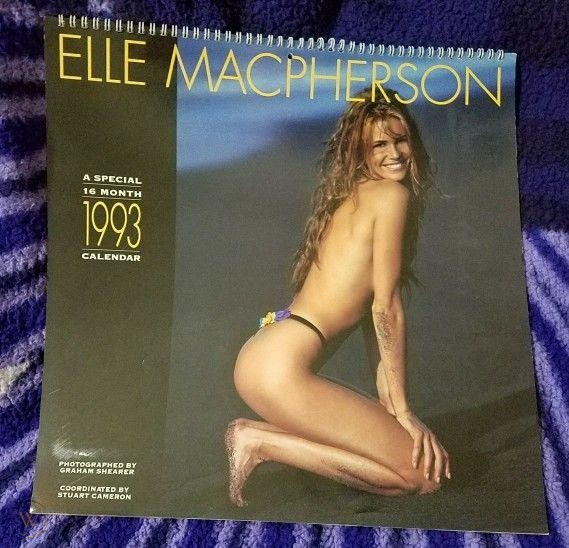 ELLE MACPHERSON
A SPECIAL
16 MONTH
1993
CALENDAR
PHOTOGRAPHED BY
GRAHAM SHEARER
COORDINATED BY
STUART CAMERON